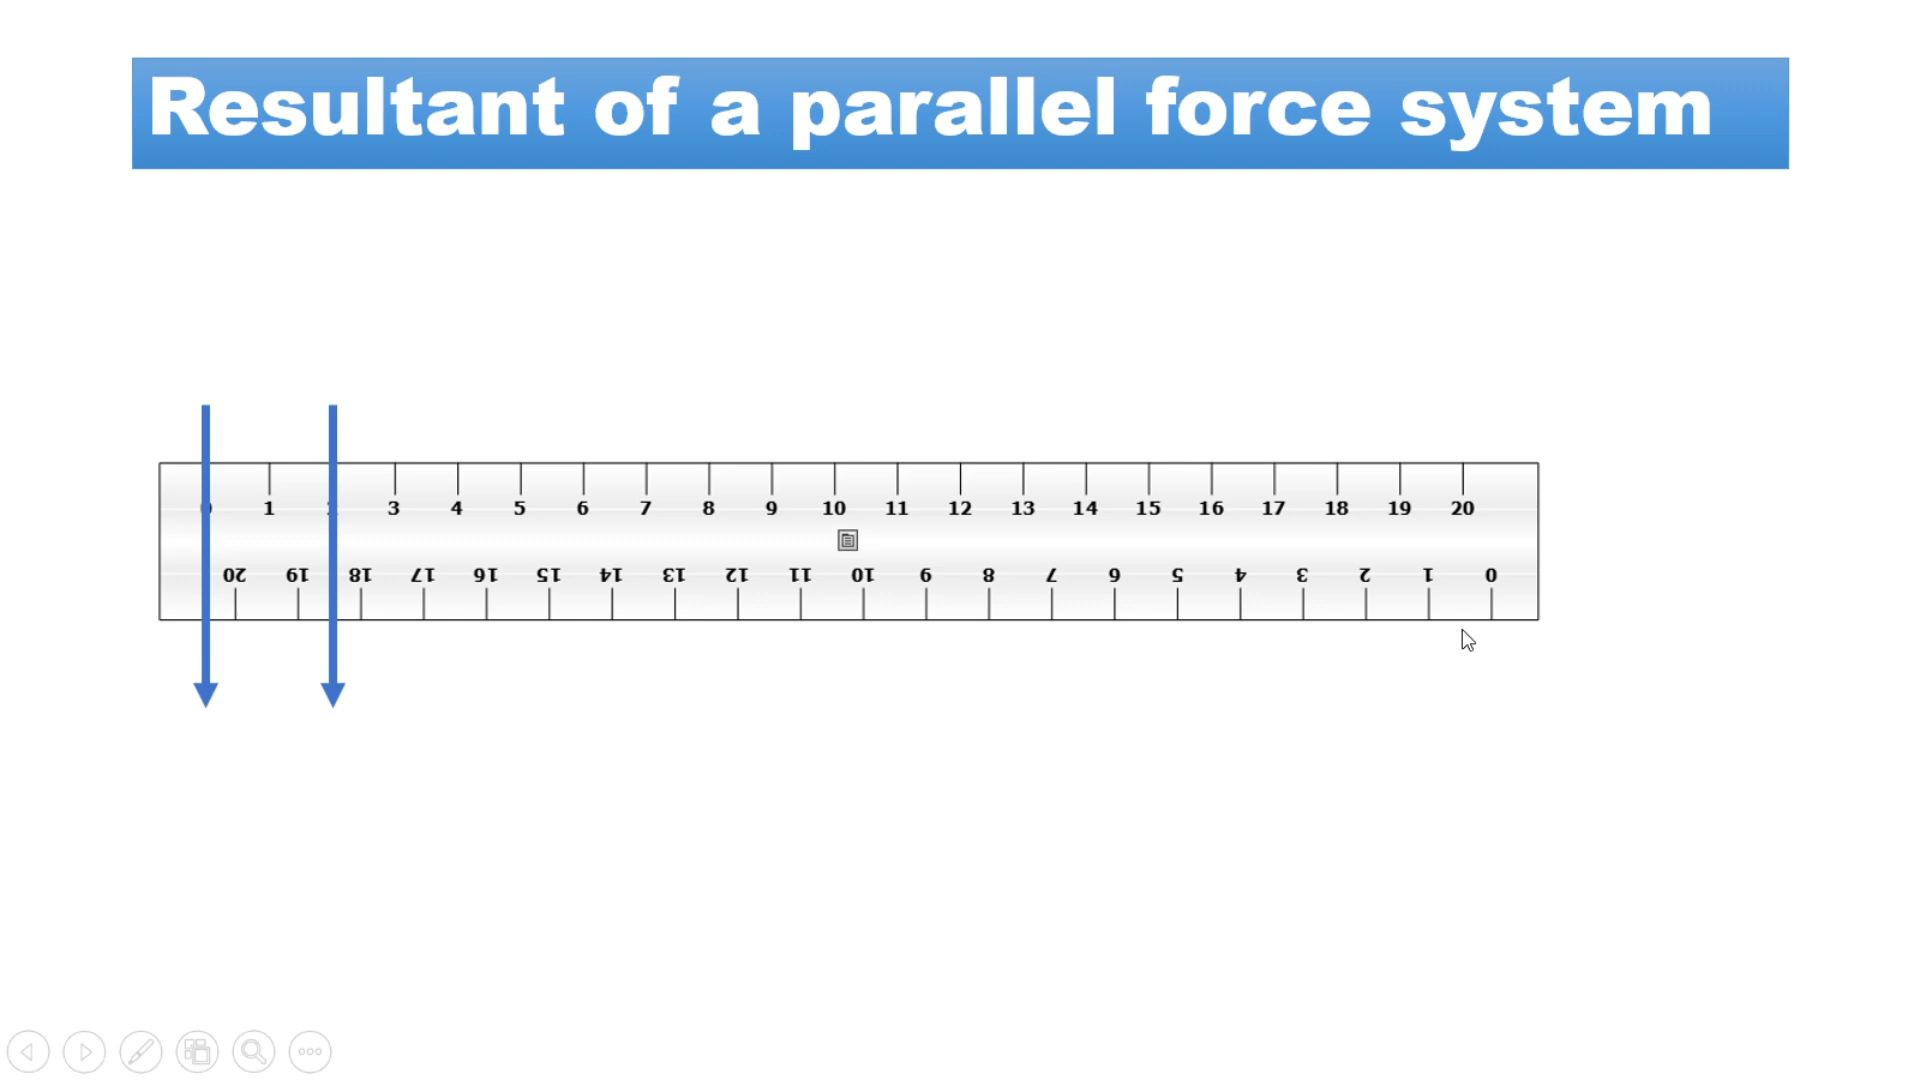 Resultant of a parallel force system
1 3 4 5 6 7 8 9 10 11 12 13 14 15 16 17 18 19 20
20 19 18 17 16 15 14 13 12 11 10 9 8 7 6 5 4 3 2 1 0